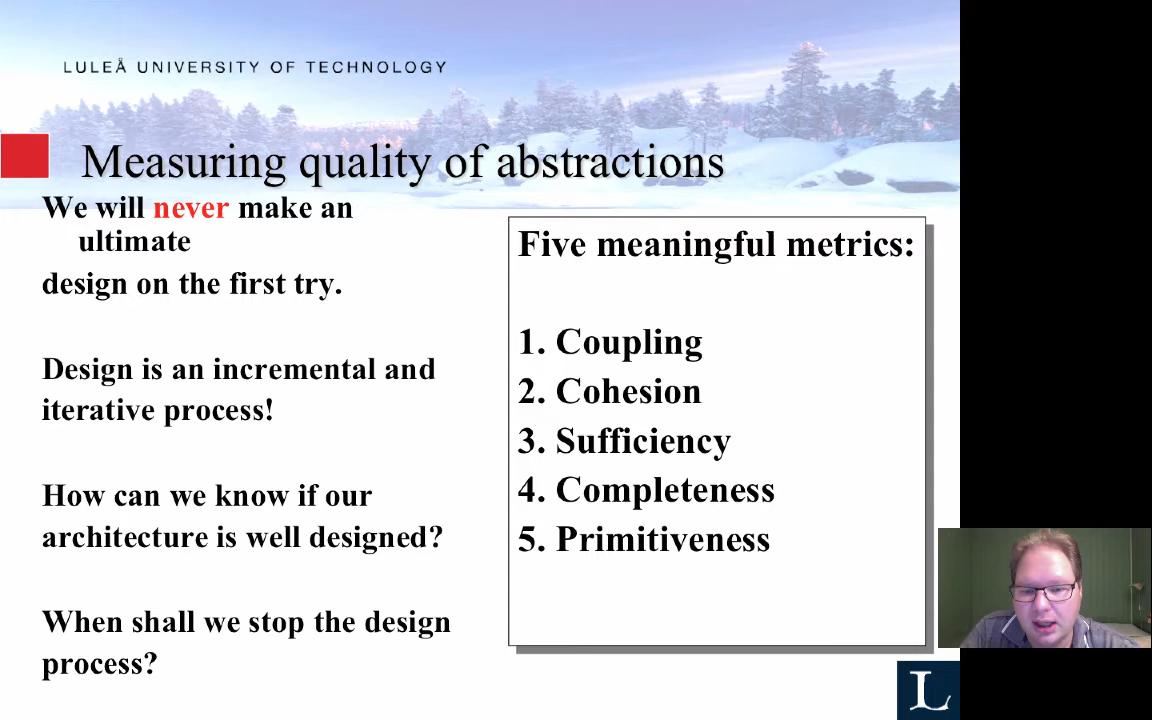 LULEÅ UNIVERSITY OF TECHNOLOGY
Measuring quality of abstractions
We will never make an
ultimate
design on the first try.
Design is an incremental and
iterative process!
How can we know if our
architecture is well designed?
When shall we stop the design
process?
Five meaningful metrics:
1. Coupling
2. Cohesion
3. Sufficiency
4. Completeness
5. Primitiveness
L